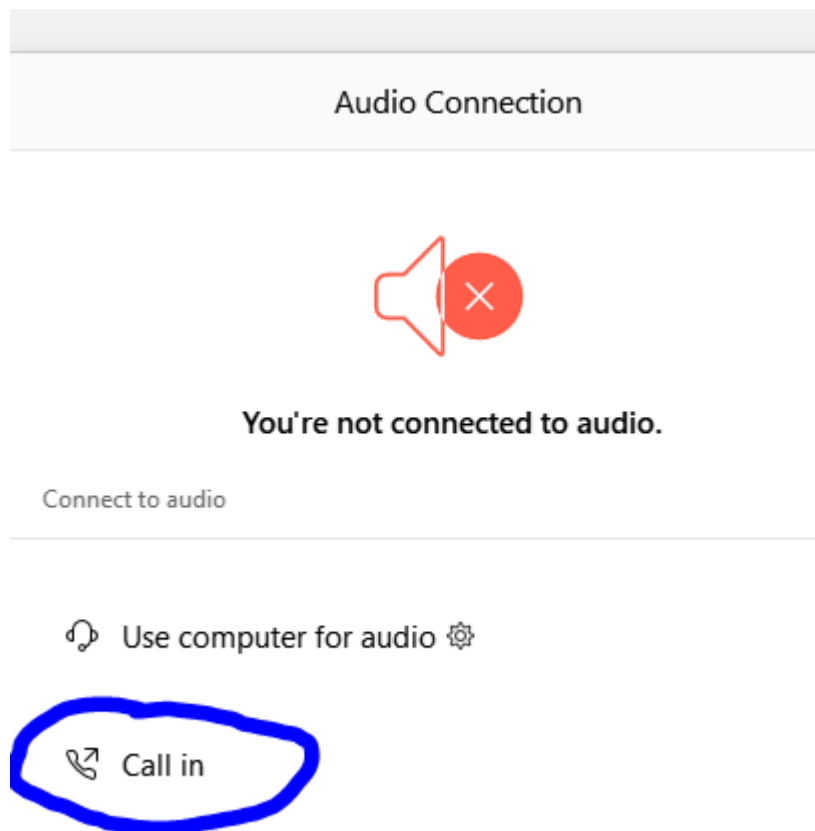 Audio Connection
You're not connected to audio.
Connect to audio
Use computer for audio
Call in